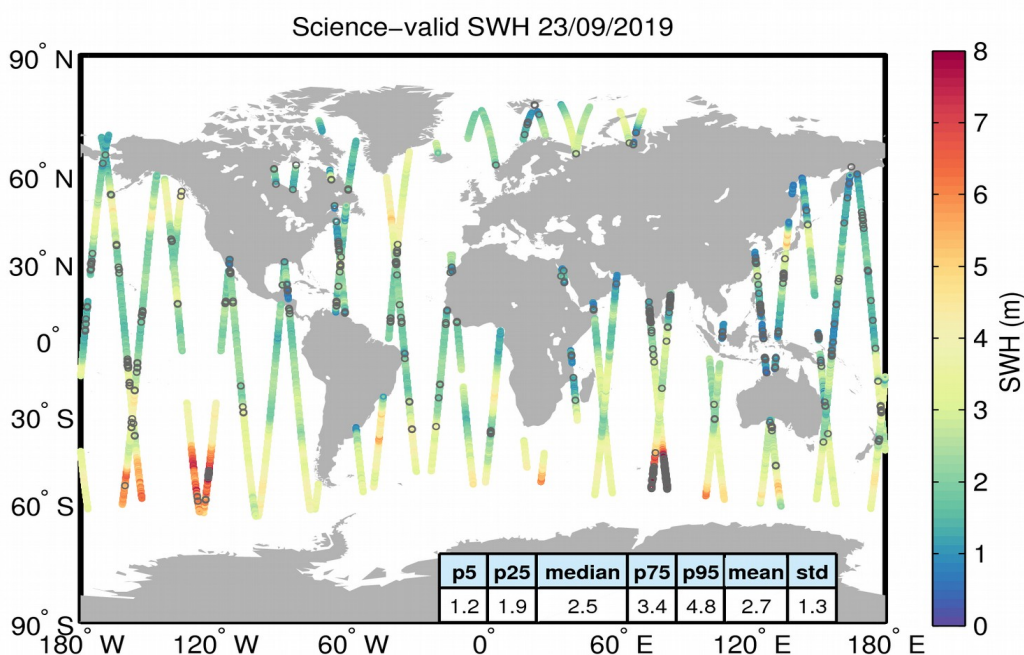 Science−valid SWH 23/09/2019
90° N
60° N
30° N
0°
30° S
60° S
90° S
180° W
120° W
60° W
0°
60° E
120° E
180° E
p5 p25 median p75 p95 mean std
1.2 1.9 2.5 3.4 4.8 2.7 1.3
8
7
6
5
4
3
2
1
0
SWH (m)